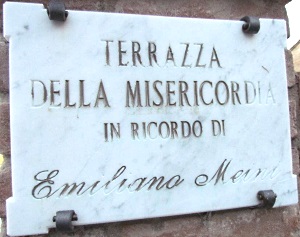 TERRAZZA
DELLA MISERICORDIA
IN RICORDO DI
Emiliano